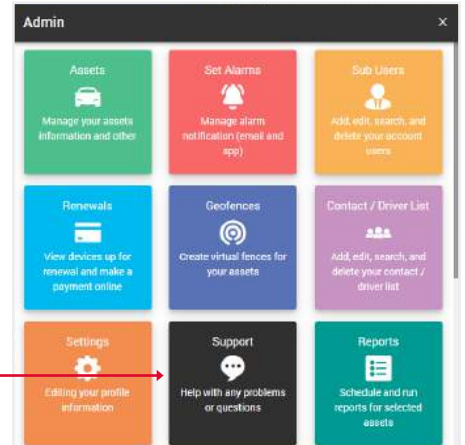 Admin
×
Assets
Manage your assets
information and other
Set Alarms
Manage alarm
notification (email and
app)
Sub Users
Add, edit, search, and
delete your account
users
Renewals
View devices up for
renewal and make a
payment online
Geofences
Create virtual fences for
your assets
Contact / Driver List
Add, edit, search, and
delete your contact /
driver list
Settings
Editing your profile
information
Support
Help with any problems
or questions
Reports
Schedule and run
reports for selected
assets